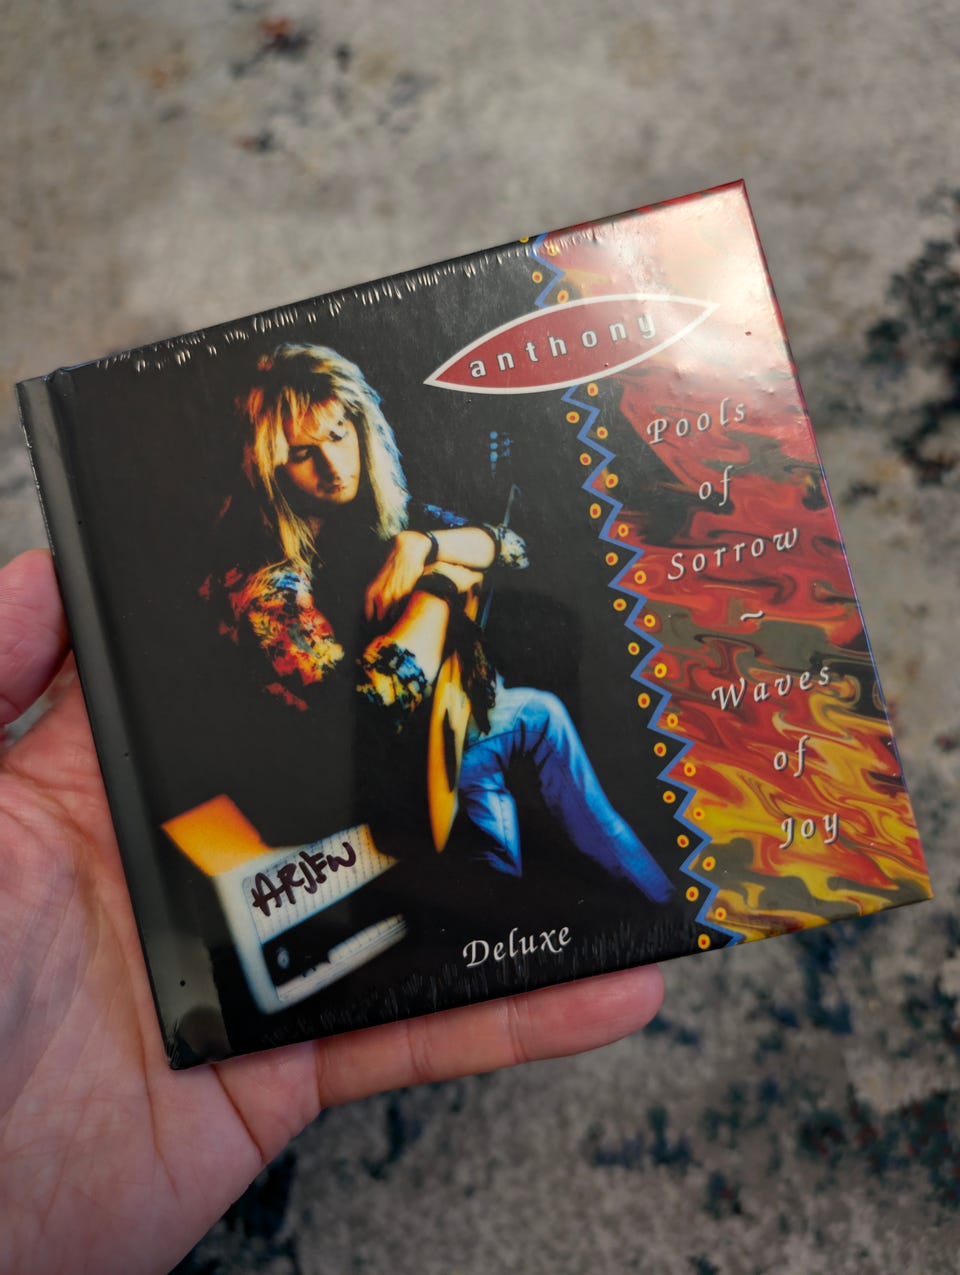 anthony
Pools
of
Sorrow
~
Waves
of
Joy
ARJEN
Deluxe